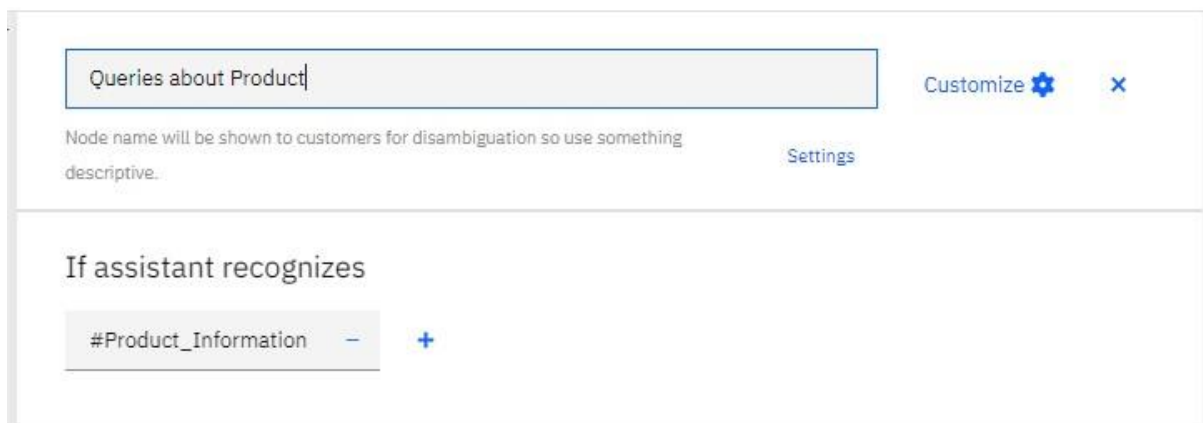 Queries about Product
Customize
Node name will be shown to customers for disambiguation so use something
descriptive.
Settings
If assistant recognizes
#Product_Information